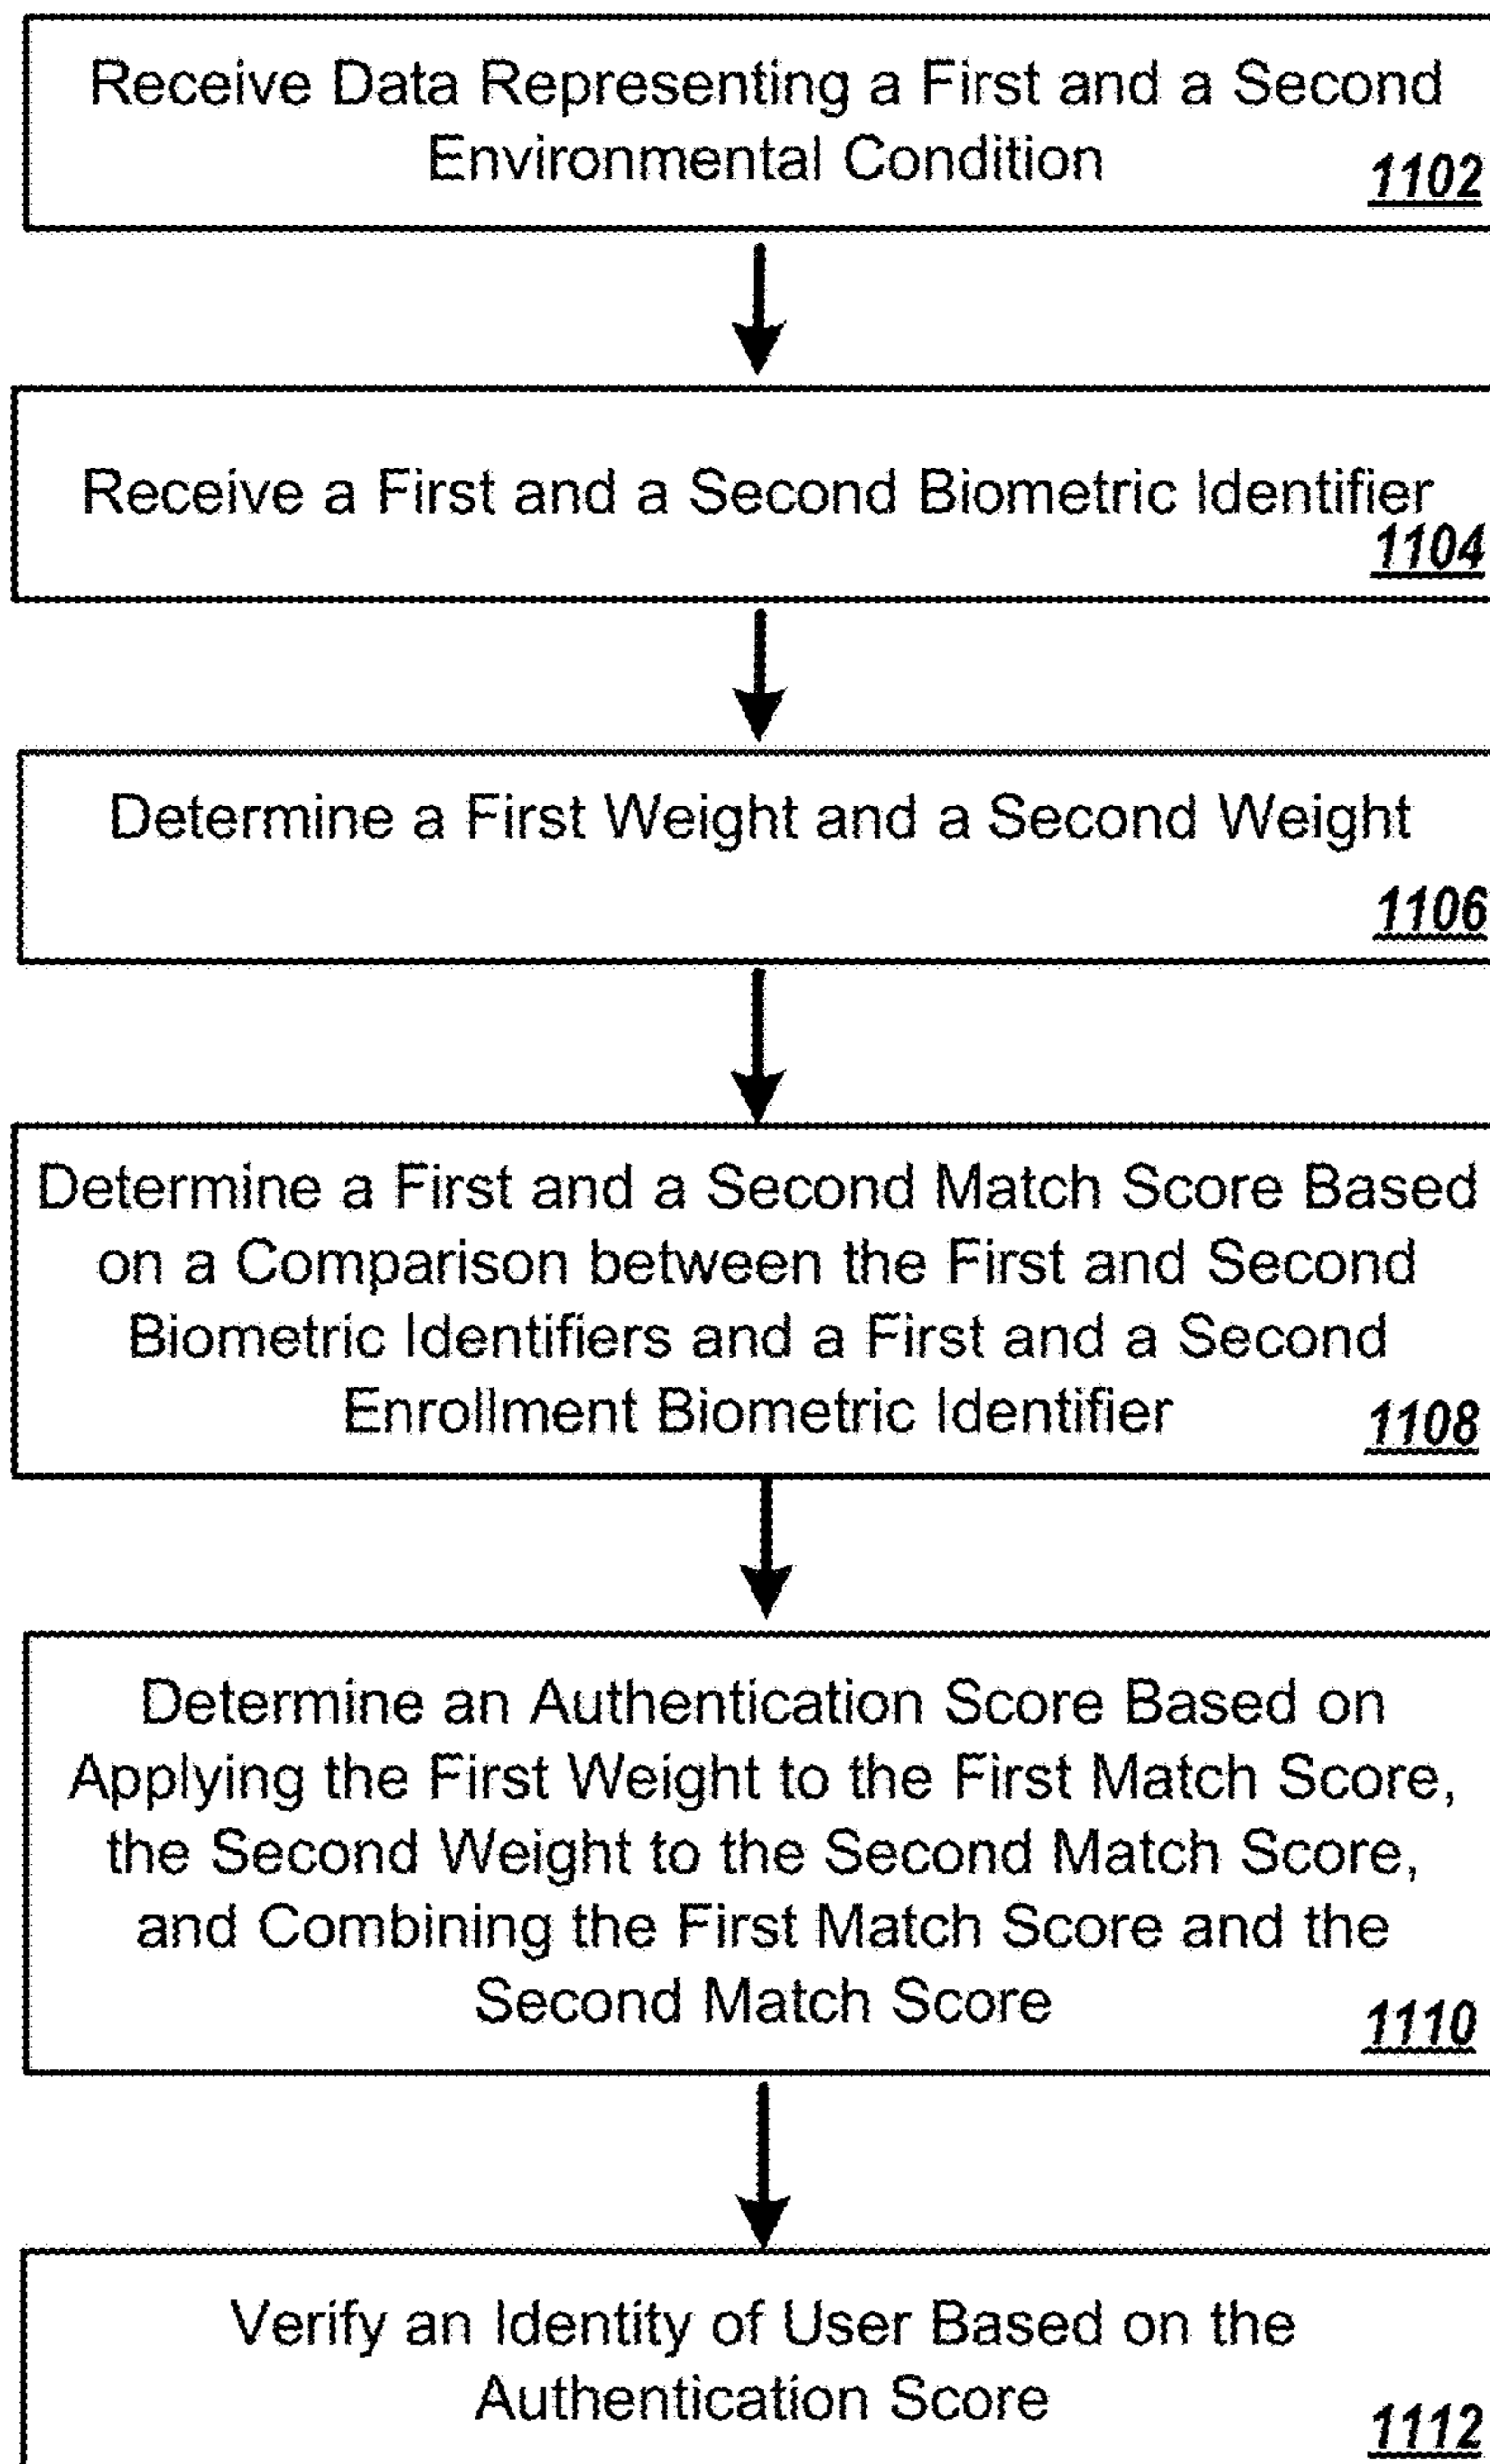 Receive Data Representing a First and a Second
Environmental Condition
1102
Receive a First and a Second Biometric Identifier
1104
Determine a First Weight and a Second Weight
1106
Determine a First and a Second Match Score Based
on a Comparison between the First and Second
Biometric Identifiers and a First and a Second
Enrollment Biometric Identifier
1108
Determine an Authentication Score Based on
Applying the First Weight to the First Match Score,
the Second Weight to the Second Match Score,
and Combining the First Match Score and the
Second Match Score
1110
Verify an Identity of User Based on the
Authentication Score
1112